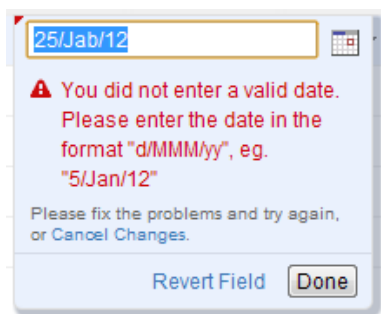 25/Jab/12
You did not enter a valid date.
Please enter the date in the
format "d/MMM/yy", eg.
"5/Jan/12"
Please fix the problems and try again,
or Cancel Changes.
Revert Field Done